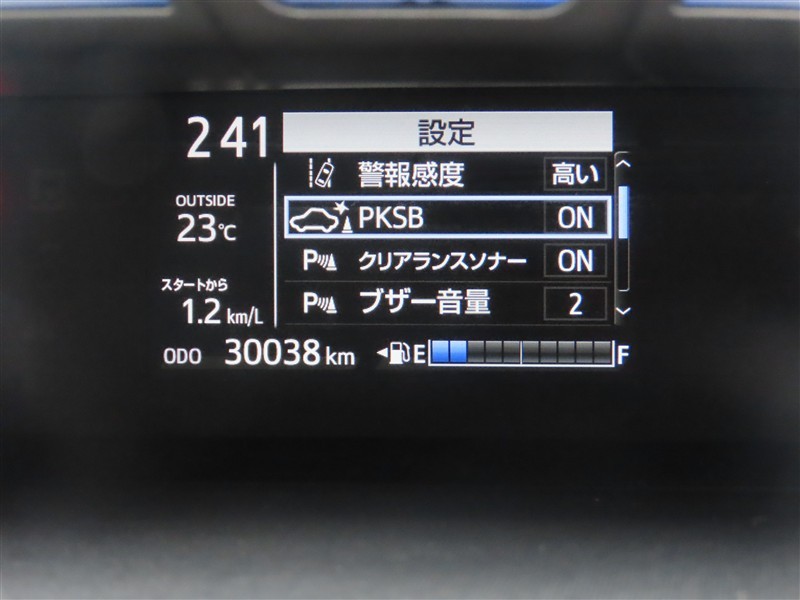 2 41
設定
警報感度 高い
OUTSIDE
23℃
PKSB ON
クリアランスソナー ON
スタートから
1.2 km/L
ブザー音量 2
ODO 30038 km
E F